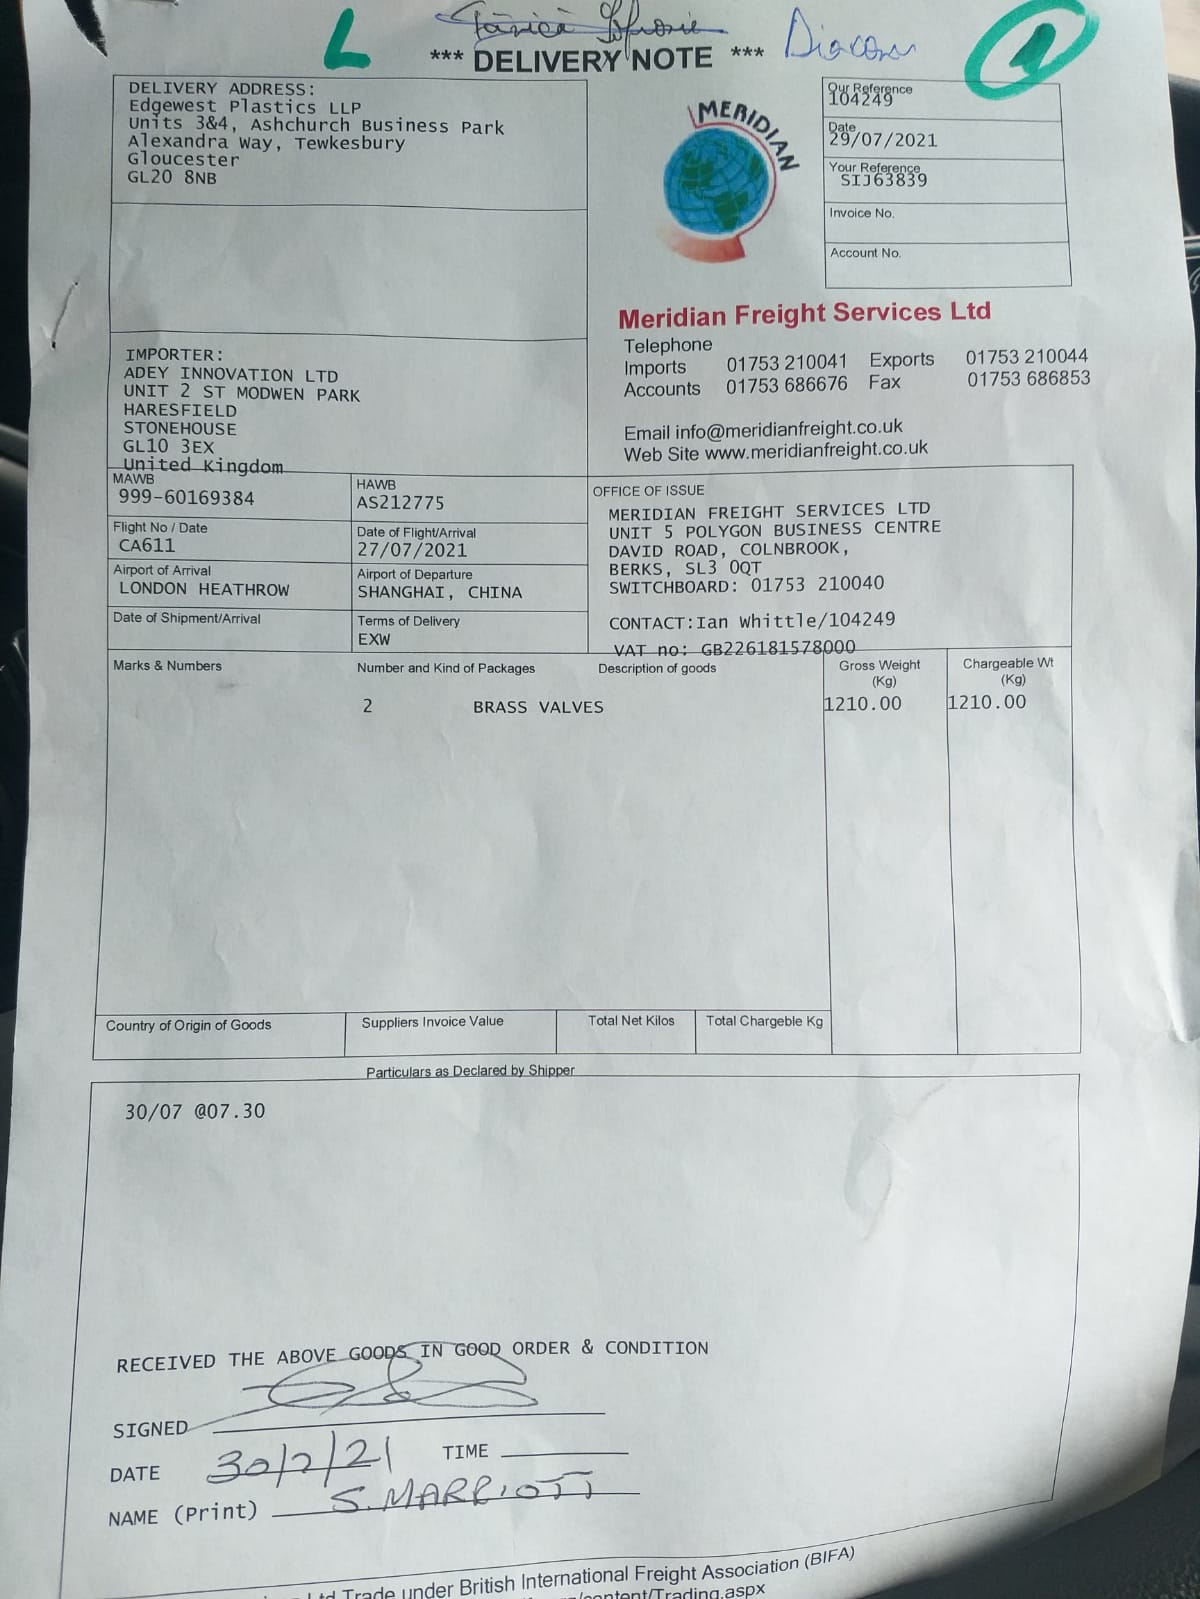 L
*** DELIVERY NOTE ***
1
DELIVERY ADDRESS:
Edgewest Plastics LLP
Units 3&4, Ashchurch Business Park
Alexandra Way, Tewkesbury
Gloucester
GL20 8NB
MERIDIAN
Our Reference
104249
Date
29/07/2021
Your Reference
SIJ63839
Invoice No.
Account No.
Meridian Freight Services Ltd
Telephone
Imports 01753 210041 Exports 01753 210044
Accounts 01753 686676 Fax 01753 686853
Email info@meridianfreight.co.uk
Web Site www.meridianfreight.co.uk
IMPORTER:
ADEY INNOVATION LTD
UNIT 2 ST MODWEN PARK
HARESFIELD
STONEHOUSE
GL10 3EX
United Kingdom
MAWB
999-60169384
HAWB
AS212775
Flight No / Date
CA611
Date of Flight/Arrival
27/07/2021
Airport of Arrival
LONDON HEATHROW
Airport of Departure
SHANGHAI, CHINA
Date of Shipment/Arrival
Terms of Delivery
EXW
OFFICE OF ISSUE
MERIDIAN FREIGHT SERVICES LTD
UNIT 5 POLYGON BUSINESS CENTRE
DAVID ROAD, COLNBROOK,
BERKS, SL3 0QT
SWITCHBOARD: 01753 210040
CONTACT:Ian Whittle/104249
VAT no: GB226181578000
Marks & Numbers Number and Kind of Packages Description of goods Gross Weight (Kg) Chargeable Wt (Kg)
2 BRASS VALVES 1210.00 1210.00
Country of Origin of Goods Suppliers Invoice Value Total Net Kilos Total Chargeable Kg
Particulars as Declared by Shipper
30/07 @07.30
RECEIVED THE ABOVE GOODS IN GOOD ORDER & CONDITION
SIGNED
DATE 30/7/21 TIME
NAME (Print) S. MARRIOTT
Ltd Trade under British International Freight Association (BIFA)
/content/Trading.aspx